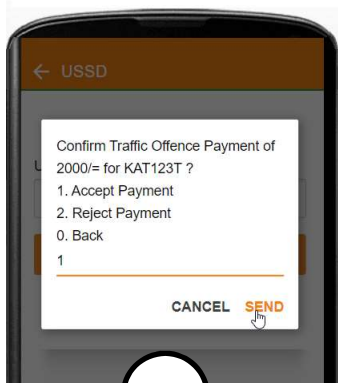 ← USSD
U
Confirm Traffic Offence Payment of
2000/= for KAT123T ?
1. Accept Payment
2. Reject Payment
0. Back
1
CANCEL SEND